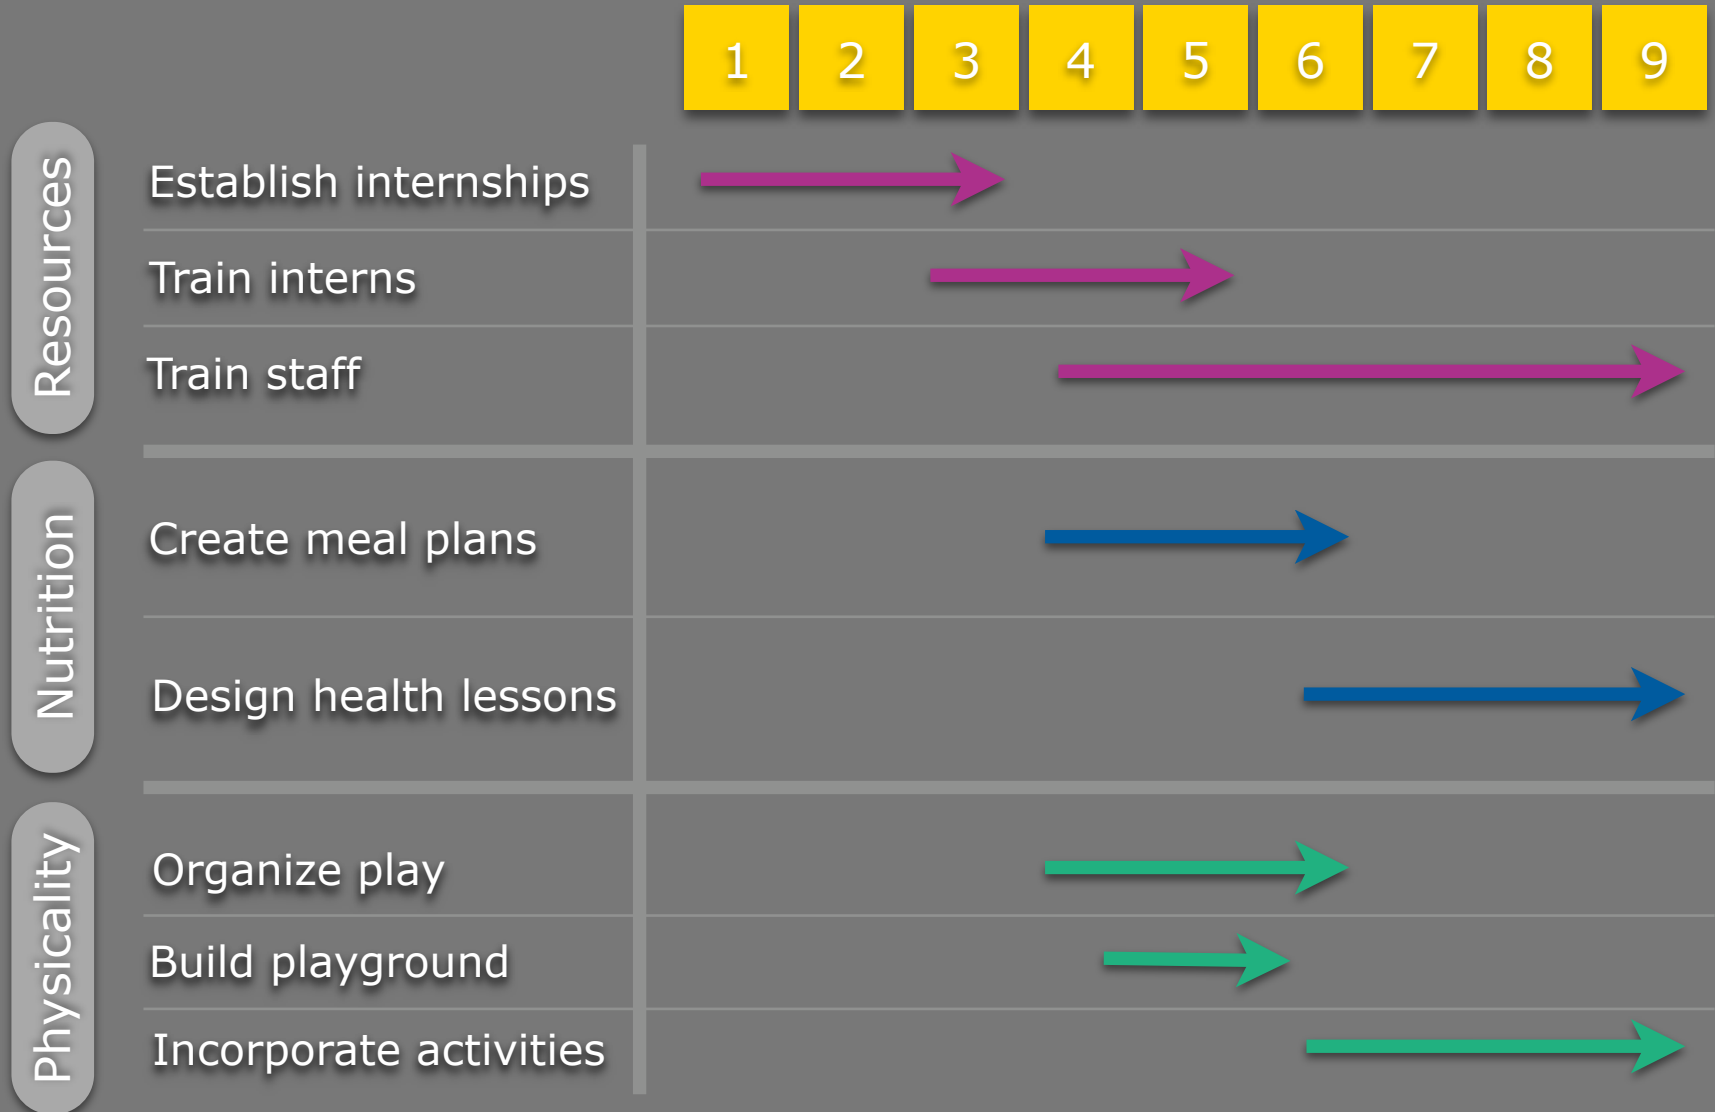 1 2 3 4 5 6 7 8 9
Resources
Establish internships
Train interns
Train staff
Nutrition
Create meal plans
Design health lessons
Physicality
Organize play
Build playground
Incorporate activities